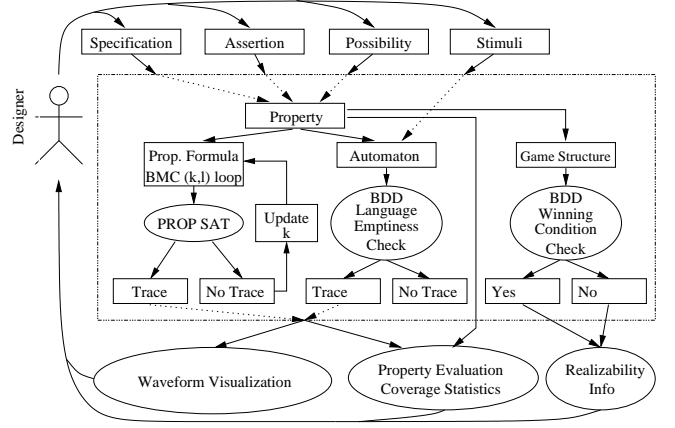 Specification
Assertion
Possibility
Stimuli
Designer
Property
Prop. Formula
BMC (k,l) loop
Automaton
Game Structure
PROP SAT
Update
k
BDD
Language
Emptiness
Check
BDD
Winning
Condition
Check
Trace
No Trace
Trace
No Trace
Yes
No
Waveform Visualization
Property Evaluation
Coverage Statistics
Realizability
Info